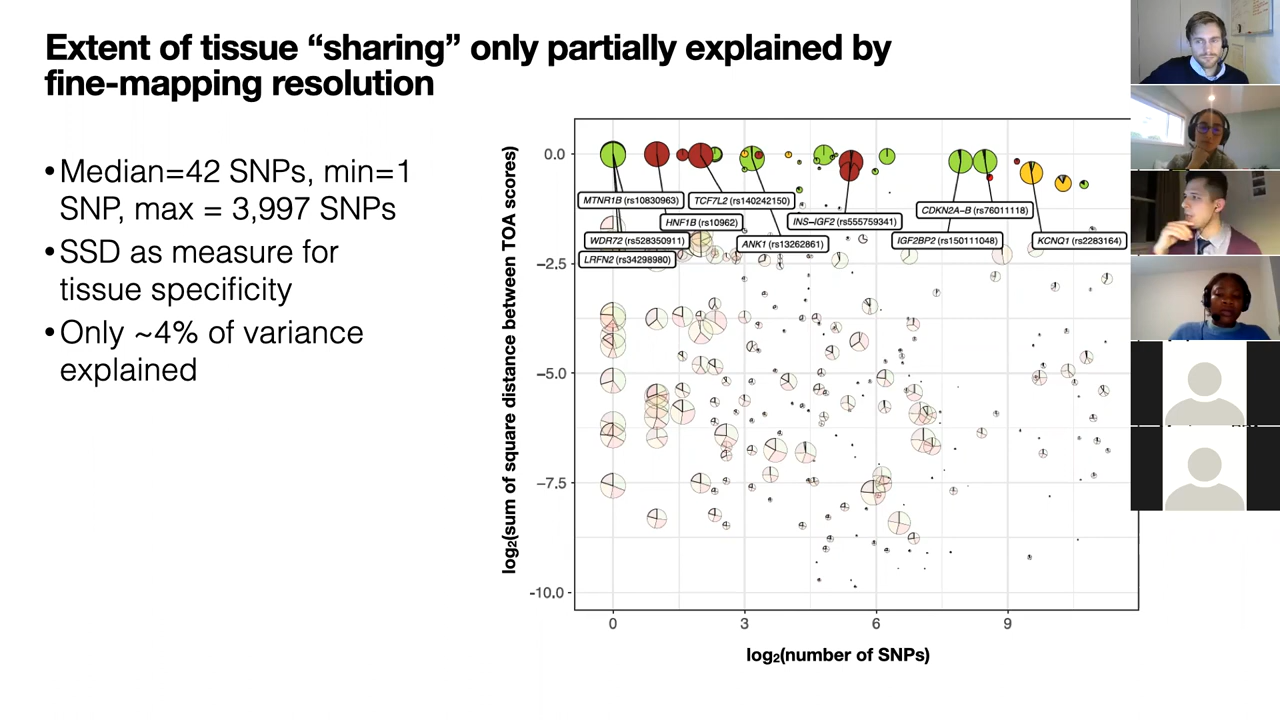 Extent of tissue “sharing” only partially explained by
fine-mapping resolution
•Median=42 SNPs, min=1
SNP, max = 3,997 SNPs
•SSD as measure for
tissue specificity
•Only ~4% of variance
explained
log₂(sum of square distance between TOA scores)
0.0
−2.5
−5.0
−7.5
-10.0
MTNR1B (rs10830963)
TCF7L2 (rs140242150)
HNF1B (rs10962)
INS−IGF2 (rs555759341)
CDKN2A−B (rs76011118)
WDR72 (rs528350911)
ANK1 (rs13262861)
IGF2BP2 (rs150111048)
KCNQ1 (rs2283164)
LRFN2 (rs34298980)
0
3
6
9
log₂(number of SNPs)